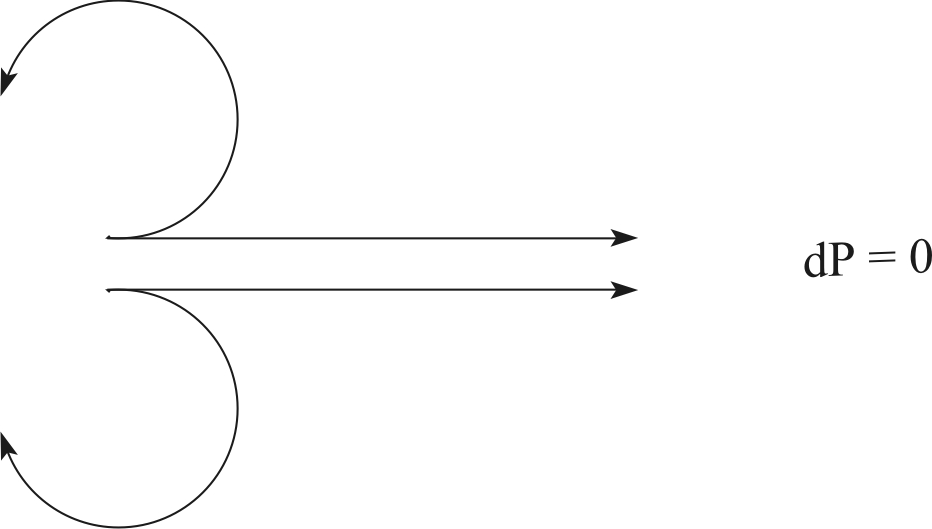 dP = 0